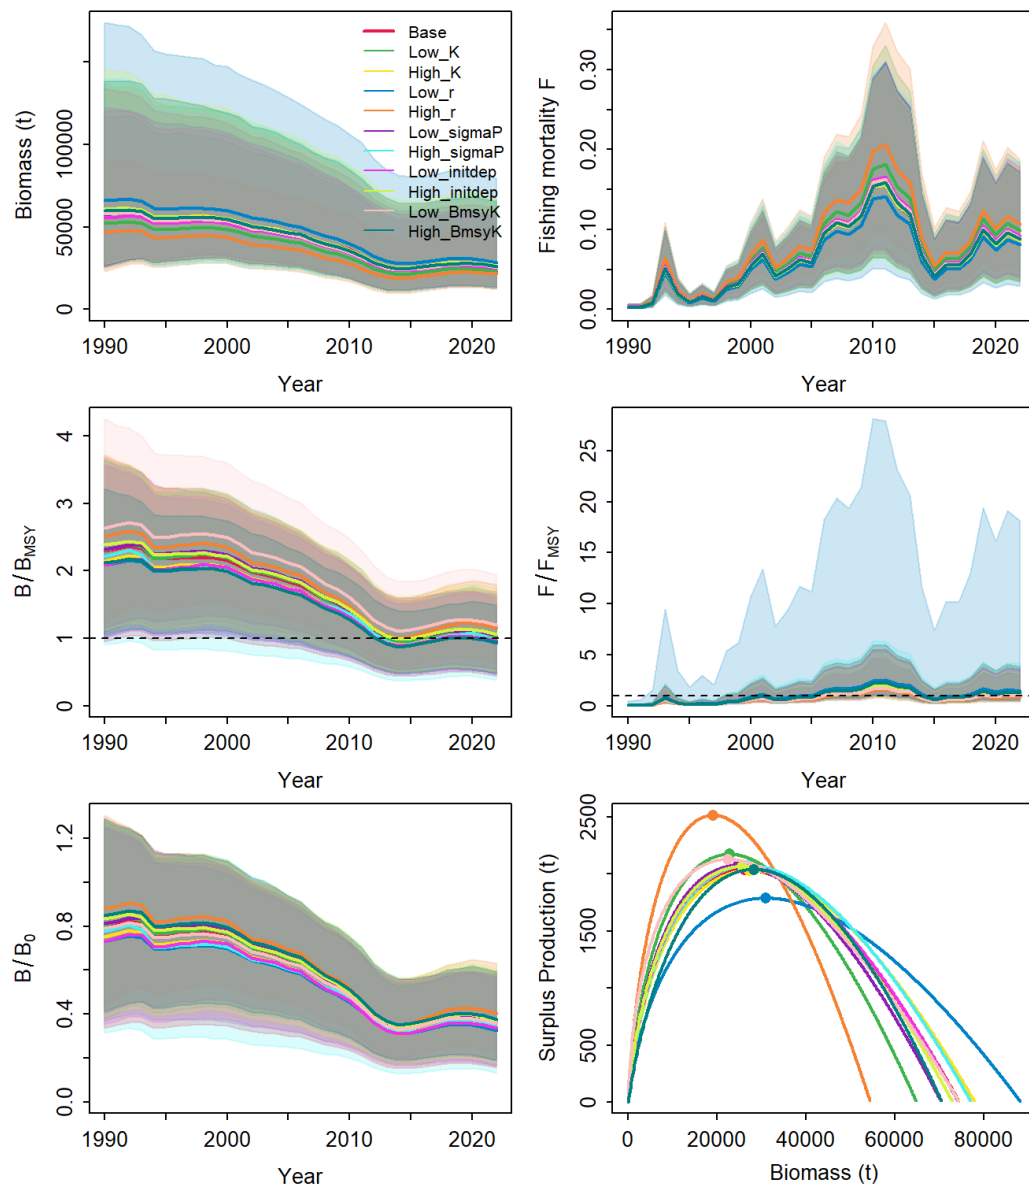 Biomass (t)
0
50000
100000
1990
2000
2010
2020
Year
Base
Low_K
High_K
Low_r
High_r
Low_sigmaP
High_sigmaP
Low_initdep
High_initdep
Low_BmsyK
High_BmsyK
Fishing mortality F
0.00
0.10
0.20
0.30
1990
2000
2010
2020
Year
B/BMSY
0
1
2
3
4
1990
2000
2010
2020
Year
F/FMSY
0
5
10
15
20
25
1990
2000
2010
2020
Year
B/B0
0.0
0.4
0.8
1.2
1990
2000
2010
2020
Year
Surplus Production (t)
0
500
1500
2500
0
20000
40000
60000
80000
Biomass (t)